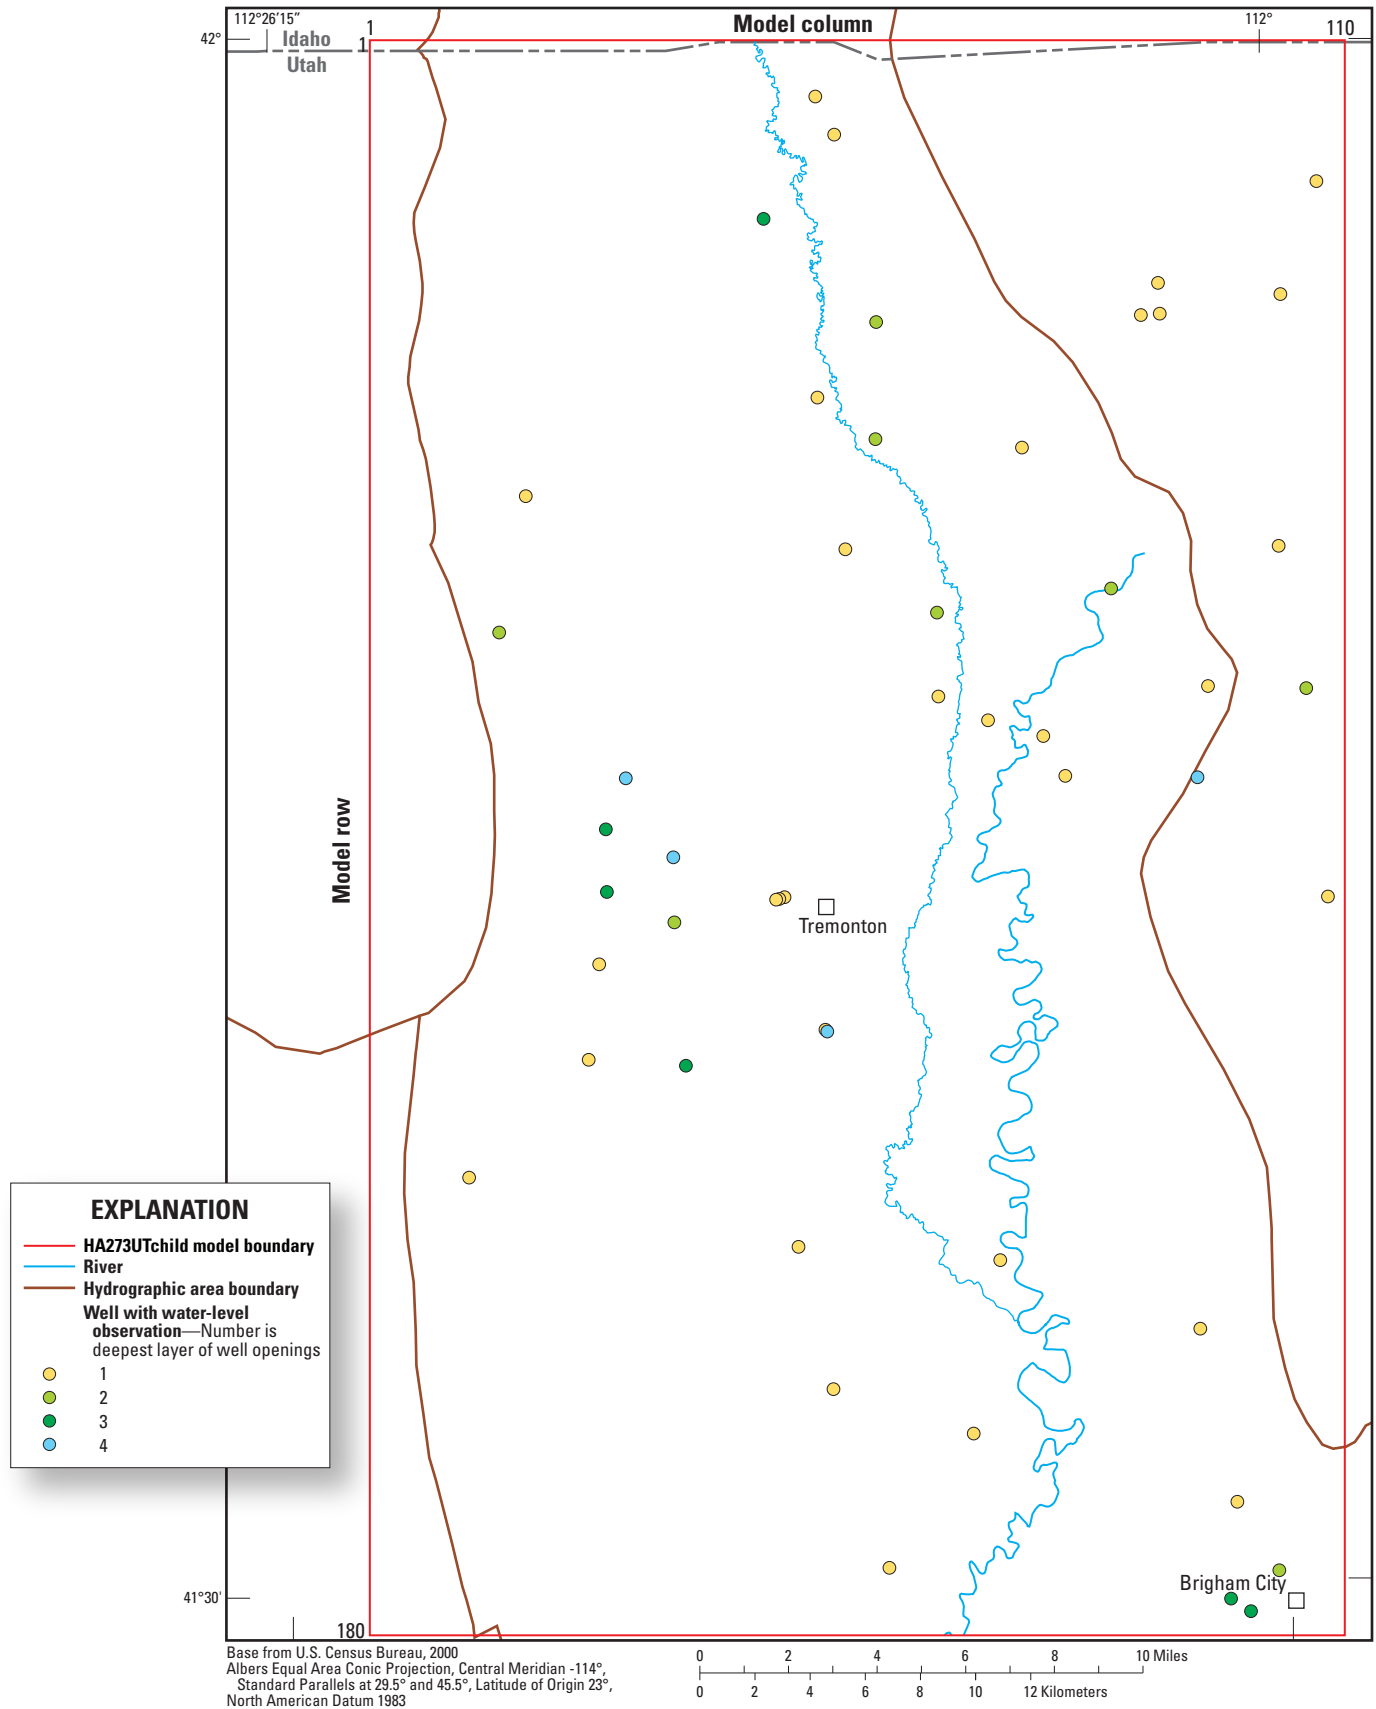 112°26'15"
1
Model column
112°
110
42°
1
Idaho
Utah
Model row
Tremonton
EXPLANATION
HA273UTchild model boundary
River
Hydrographic area boundary
Well with water-level
observation—Number is
deepest layer of well openings
1
2
3
4
Brigham City
41°30'
180
Base from U.S. Census Bureau, 2000
Albers Equal Area Conic Projection, Central Meridian -114°,
Standard Parallels at 29.5° and 45.5°, Latitude of Origin 23°,
North American Datum 1983
0 2 4 6 8 10 Miles
0 2 4 6 8 10 12 Kilometers